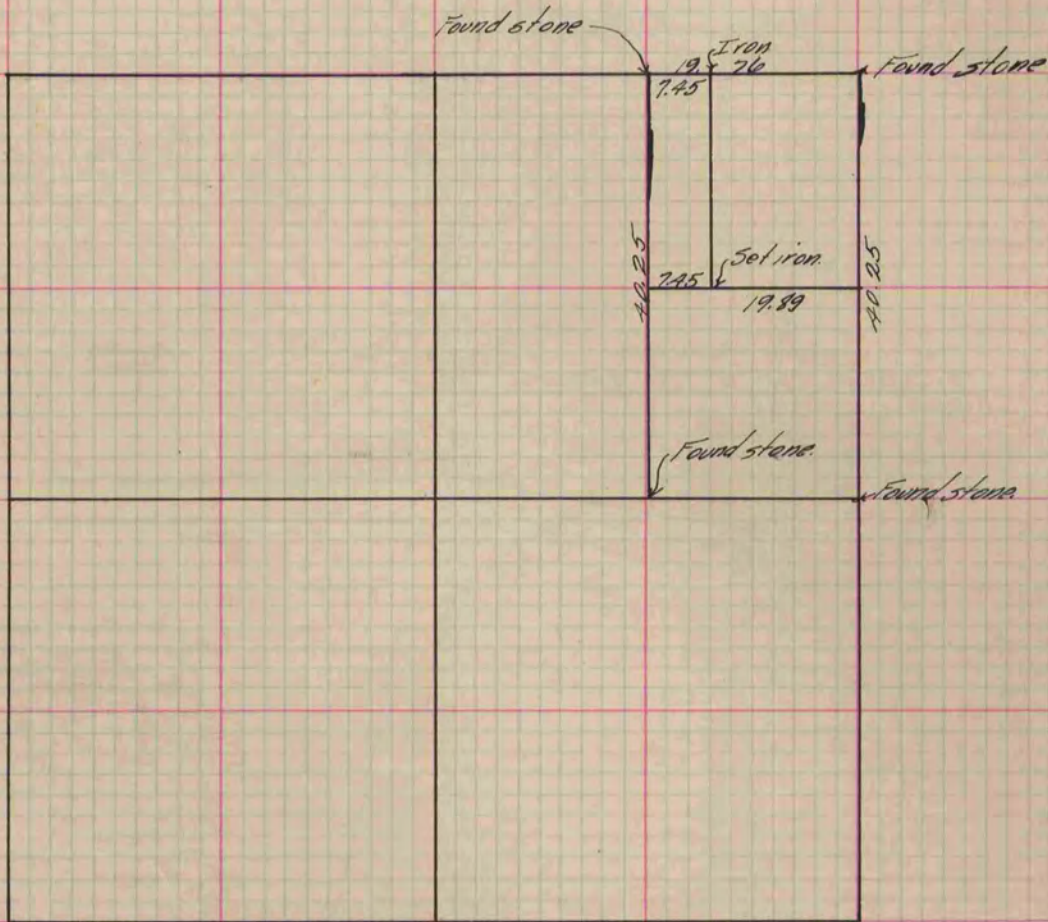 Found stone
Iron
19. 76
Found stone
7.45
40.25
Set iron.
40.25
7.45
19.89
Found stone.
Found stone.